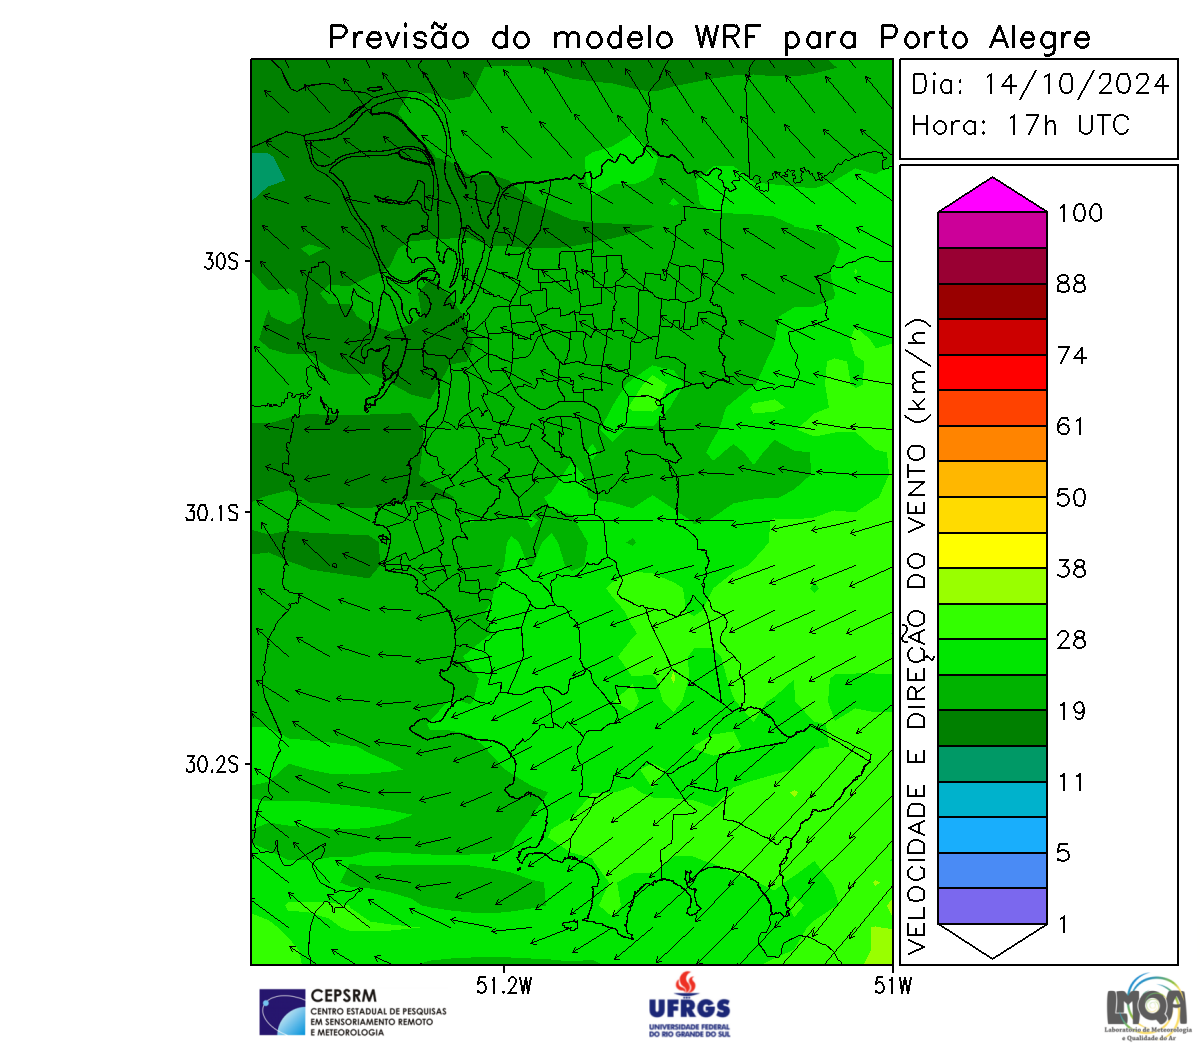 Previsão do modelo WRF para Porto Alegre
Dia: 14/10/2024
Hora: 17h UTC
30S
30.1S
30.2S
51.2W
51W
VELOCIDADE E DIREÇÃO DO VENTO (km/h)
100
88
74
61
50
38
28
19
11
5
1
CEPSRM
CENTRO ESTADUAL DE PESQUISAS
EM SENSORIAMENTO REMOTO
E METEOROLOGIA
UFRGS
UNIVERSIDADE FEDERAL
DO RIO GRANDE DO SUL
LMQA
Laboratório de Meteorologia
e Qualidade do Ar